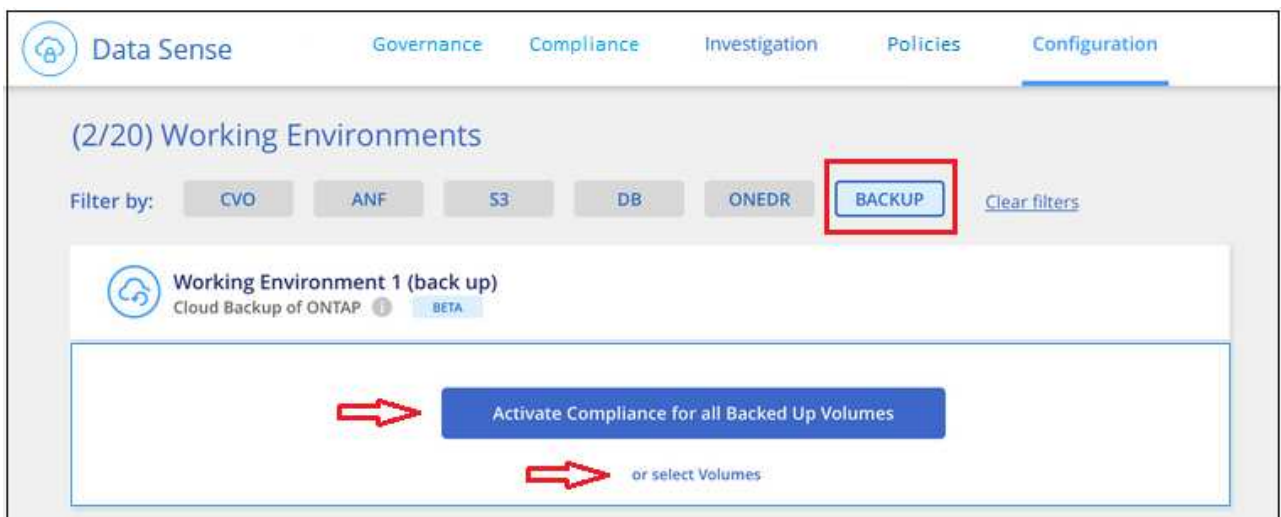 Data Sense Governance Compliance Investigation Policies Configuration
(2/20) Working Environments
Filter by: CVO ANF S3 DB ONEDR BACKUP Clear filters
Working Environment 1 (back up)
Cloud Backup of ONTAP i BETA
Activate Compliance for all Backed Up Volumes
or select Volumes